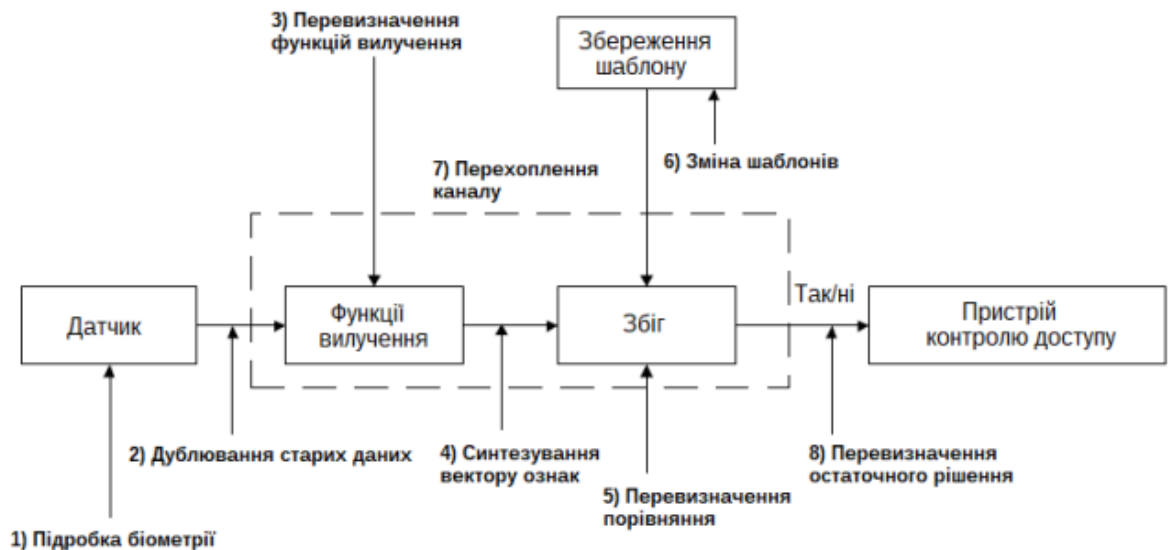 3) Перевизначення
функцій вилучення
Збереження
шаблону
6) Зміна шаблонів
7) Перехоплення
каналу
Датчик
Функції
вилучення
Збіг
Так/ні
Пристрій
контролю доступу
2) Дублювання старих даних
4) Синтезування
вектору ознак
5) Перевизначення
порівняння
8) Перевизначення
остаточного рішення
1) Підробка біометрії